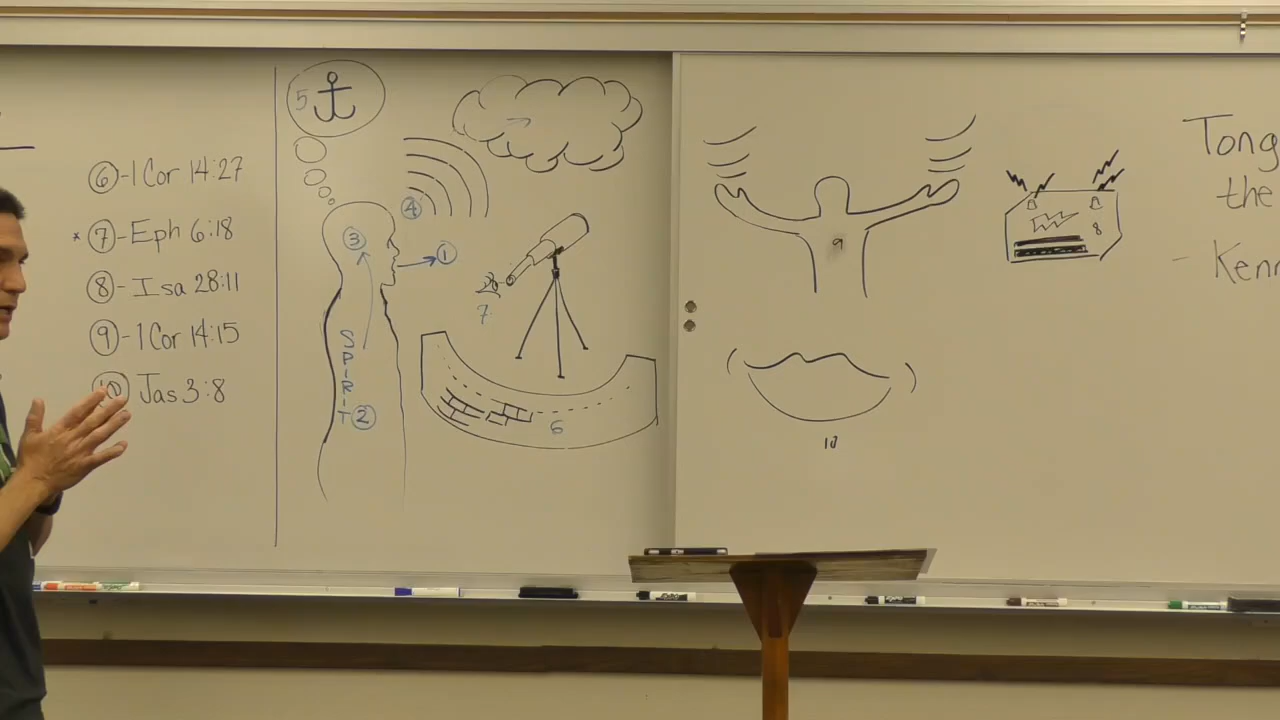 ⑥-1 Cor 14:27
* ⑦-Eph 6:18
⑧-Isa 28:11
⑨-1 Cor 14:15
⑩ Jas 3:8
5
④
③
①
SPIRIT ②
7
6
9
8
10
Tong
the
- Kenn